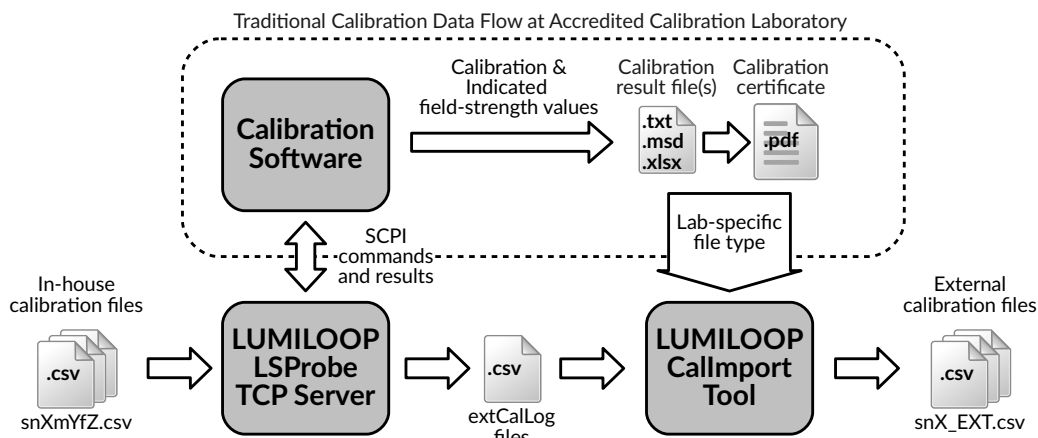 Traditional Calibration Data Flow at Accredited Calibration Laboratory
Calibration &
Indicated
field-strength values
Calibration
result file(s)
Calibration
certificate
Calibration
Software
.txt
.msd
.xlsx
.pdf
SCPI
commands
and results
Lab-specific
file type
In-house
calibration files
.csv
snXmYfZ.csv
LUMILOOP
LSProbe
TCP Server
.csv
extCalLog
files
LUMILOOP
CalImport
Tool
External
calibration files
.csv
snX_EXT.csv